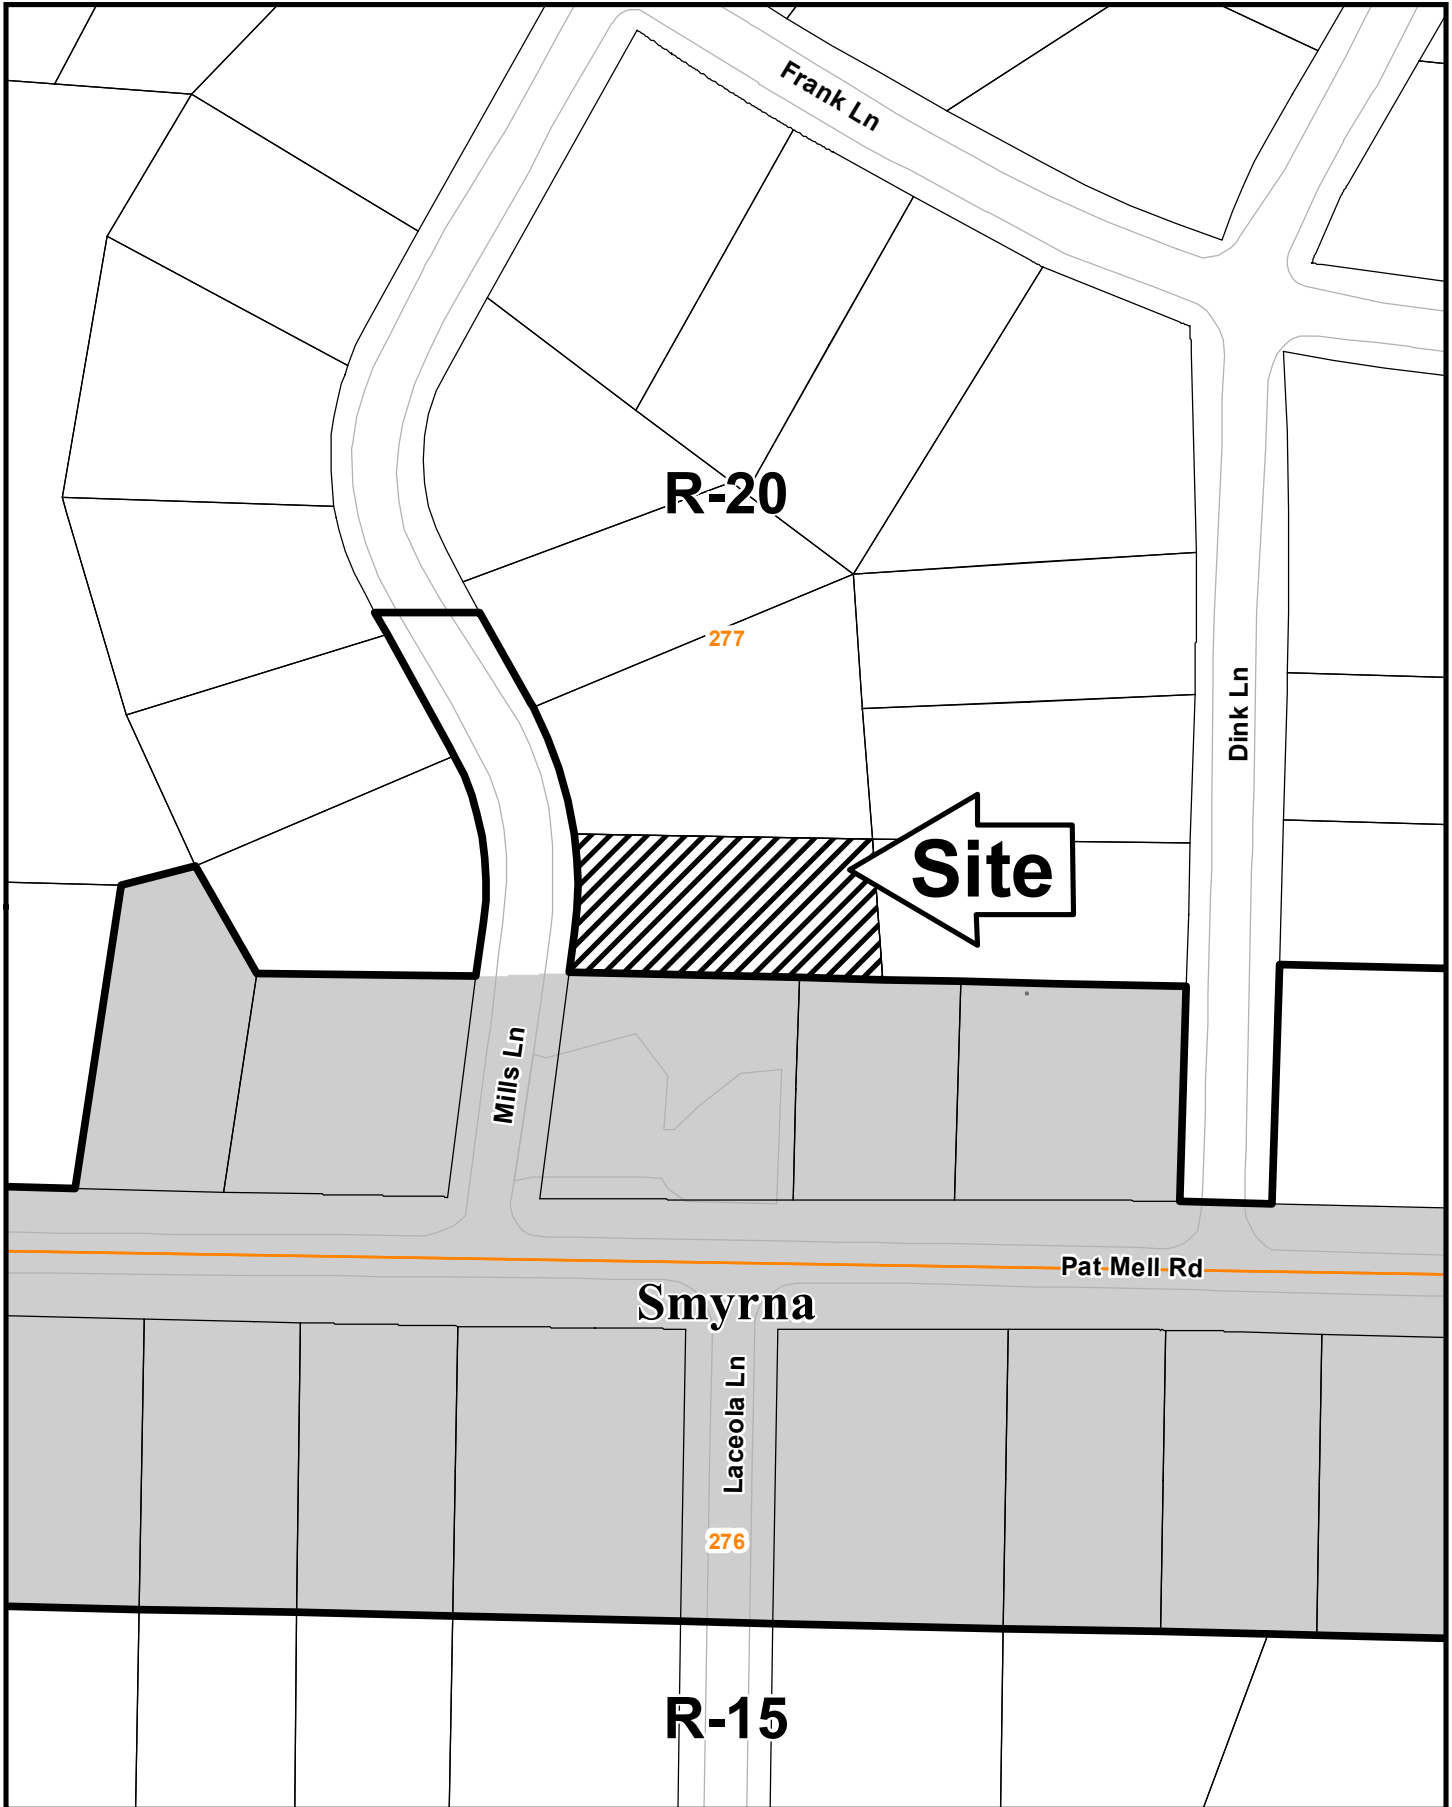 Frank Ln
R-20
277
Dink Ln
Site
Mills Ln
Pat Mell Rd
Smyrna
Laceola Ln
276
R-15